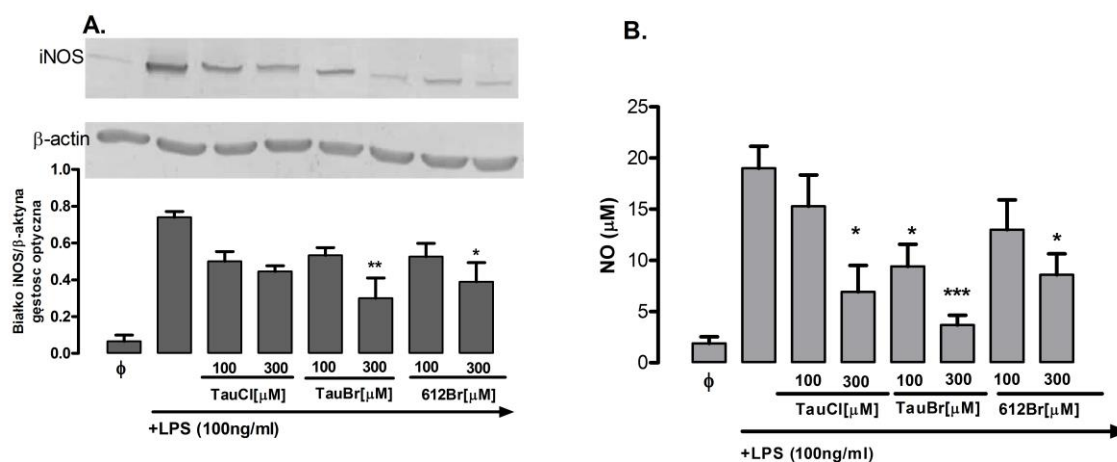 A.
iNOS
β-actin
Białko iNOS/β-aktyna
gęstosc optyczna
1.0
0.8
0.6
0.4
0.2
0.0
** *
ϕ 100 300 100 300 100 300
TauCl[μM] TauBr[μM] 612Br[μM]
+LPS (100ng/ml)
B.
NO (μM)
25
20
15
10
5
0
* * *** *
ϕ 100 300 100 300 100 300
TauCl[μM] TauBr[μM] 612Br[μM]
+LPS (100ng/ml)